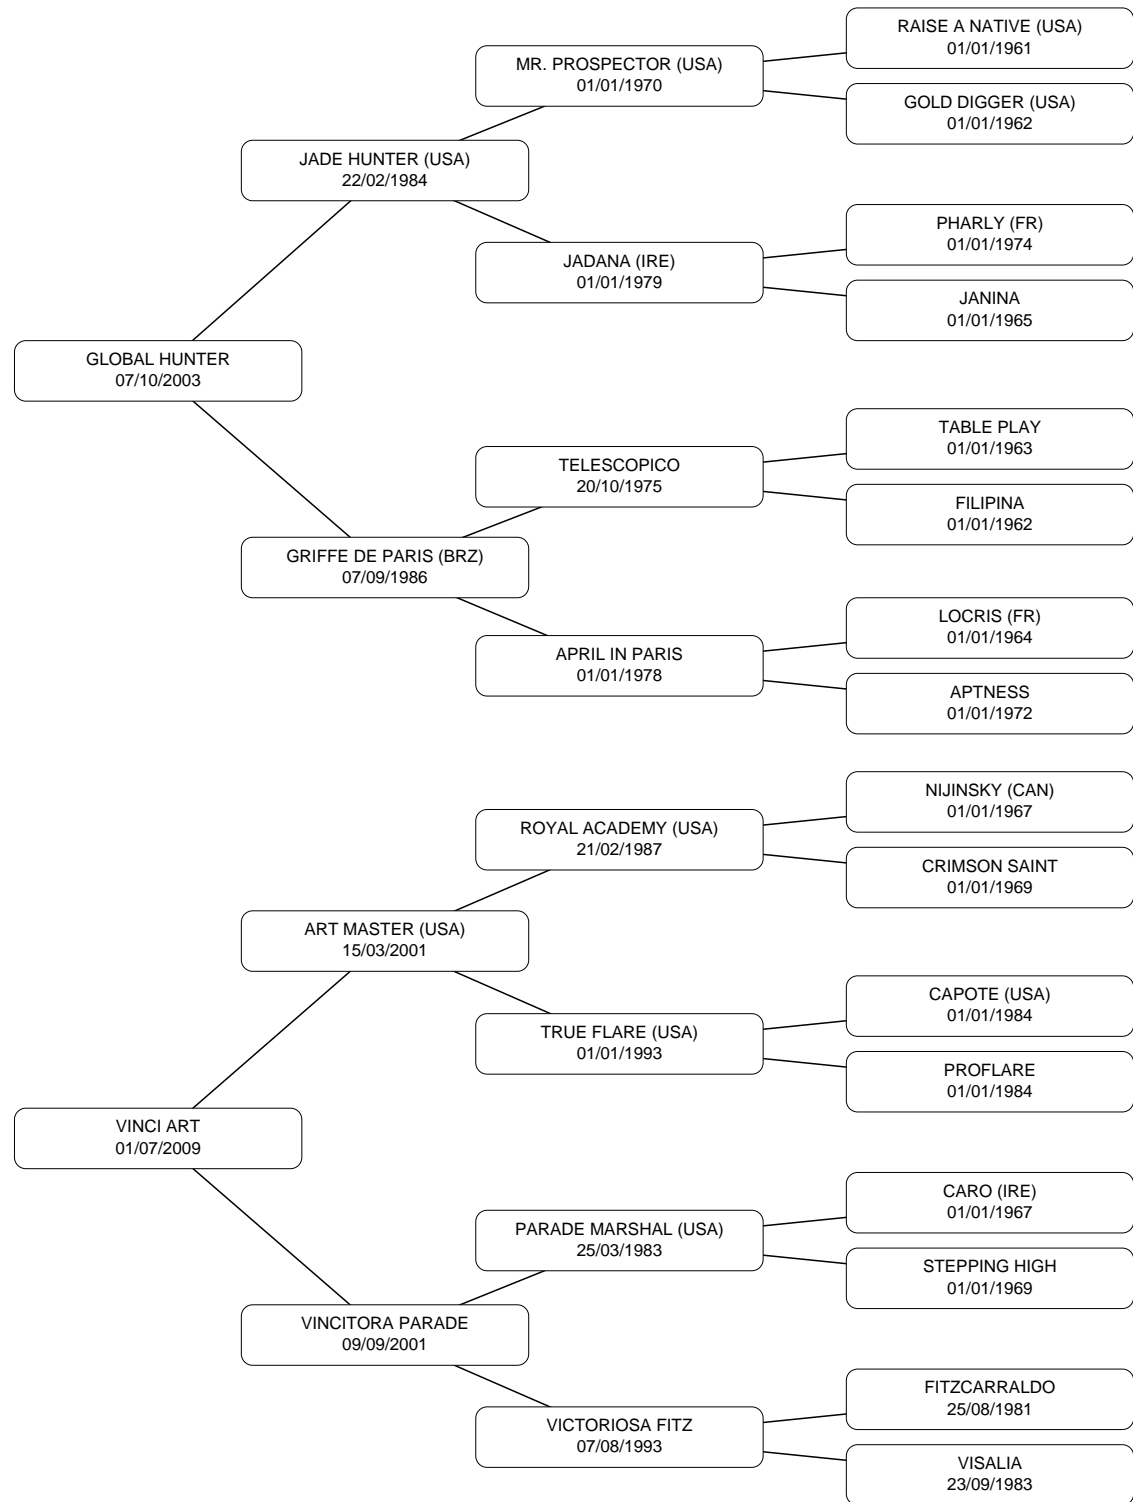 RAISE A NATIVE (USA)
01/01/1961
MR. PROSPECTOR (USA)
01/01/1970
GOLD DIGGER (USA)
01/01/1962
JADE HUNTER (USA)
22/02/1984
PHARLY (FR)
01/01/1974
JADANA (IRE)
01/01/1979
JANINA
01/01/1965
GLOBAL HUNTER
07/10/2003
TABLE PLAY
01/01/1963
TELESCOPICO
20/10/1975
FILIPINA
01/01/1962
GRIFFE DE PARIS (BRZ)
07/09/1986
LOCRIS (FR)
01/01/1964
APRIL IN PARIS
01/01/1978
APTNESS
01/01/1972
NIJINSKY (CAN)
01/01/1967
ROYAL ACADEMY (USA)
21/02/1987
CRIMSON SAINT
01/01/1969
ART MASTER (USA)
15/03/2001
CAPOTE (USA)
01/01/1984
TRUE FLARE (USA)
01/01/1993
PROFLARE
01/01/1984
VINCI ART
01/07/2009
CARO (IRE)
01/01/1967
PARADE MARSHAL (USA)
25/03/1983
STEPPING HIGH
01/01/1969
VINCITORA PARADE
09/09/2001
FITZCARRALDO
25/08/1981
VICTORIOSA FITZ
07/08/1993
VISALIA
23/09/1983